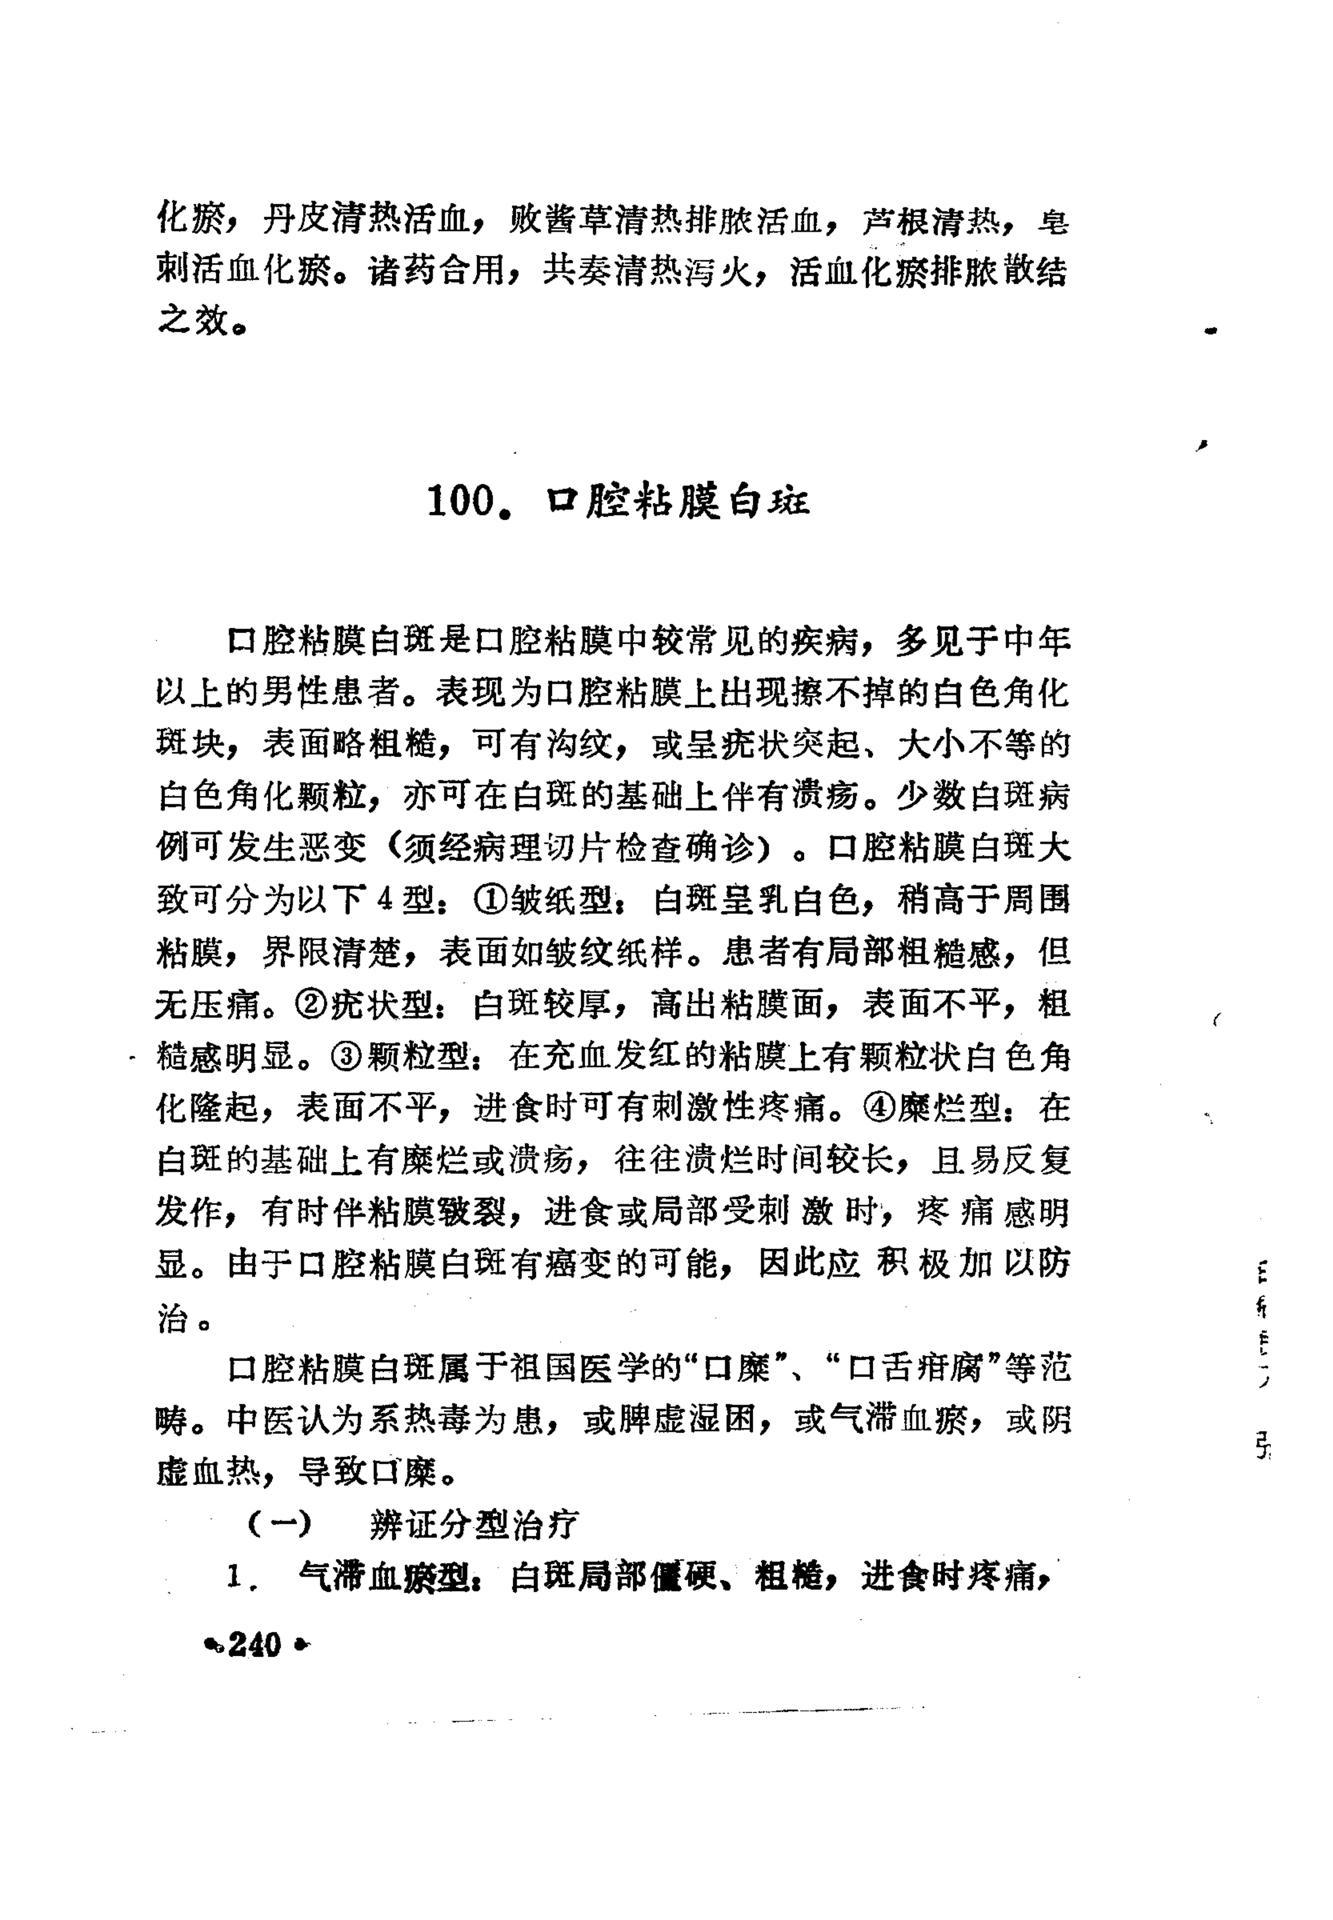 化瘀，丹皮清热活血，败酱草清热排脓活血，芦根清热，皂
刺活血化瘀。诸药合用，共奏清热泻火，活血化瘀排脓散结
之效。
100．口腔粘膜白斑
口腔粘膜白斑是口腔粘膜中较常见的疾病，多见于中年
以上的男性患者。表现为口腔粘膜上出现擦不掉的白色角化
斑块，表面略粗糙，可有沟纹，或呈疣状突起、大小不等的
白色角化颗粒，亦可在白斑的基础上伴有溃疡。少数白斑病
例可发生恶变（须经病理切片检查确诊）。口腔粘膜白斑大
致可分为以下4型：①皱纸型：白斑呈乳白色，稍高于周围
粘膜，界限清楚，表面如皱纹纸样。患者有局部粗糙感，但
无压痛。②疣状型：白斑较厚，高出粘膜面，表面不平，粗
糙感明显。③颗粒型：在充血发红的粘膜上有颗粒状白色角
化隆起，表面不平，进食时可有刺激性疼痛。④糜烂型：在
白斑的基础上有糜烂或溃疡，往往溃烂时间较长，且易反复
发作，有时伴粘膜皲裂，进食或局部受刺激时，疼痛感明
显。由于口腔粘膜白斑有癌变的可能，因此应积极加以防
治。
口腔粘膜白斑属于祖国医学的“口糜”、“口舌疳腐”等范
畴。中医认为系热毒为患，或脾虚湿困，或气滞血瘀，或阴
虚血热，导致口糜。
（一） 辨证分型治疗
1． 气滞血瘀型：白斑局部僵硬、粗糙，进食时疼痛，
•240•